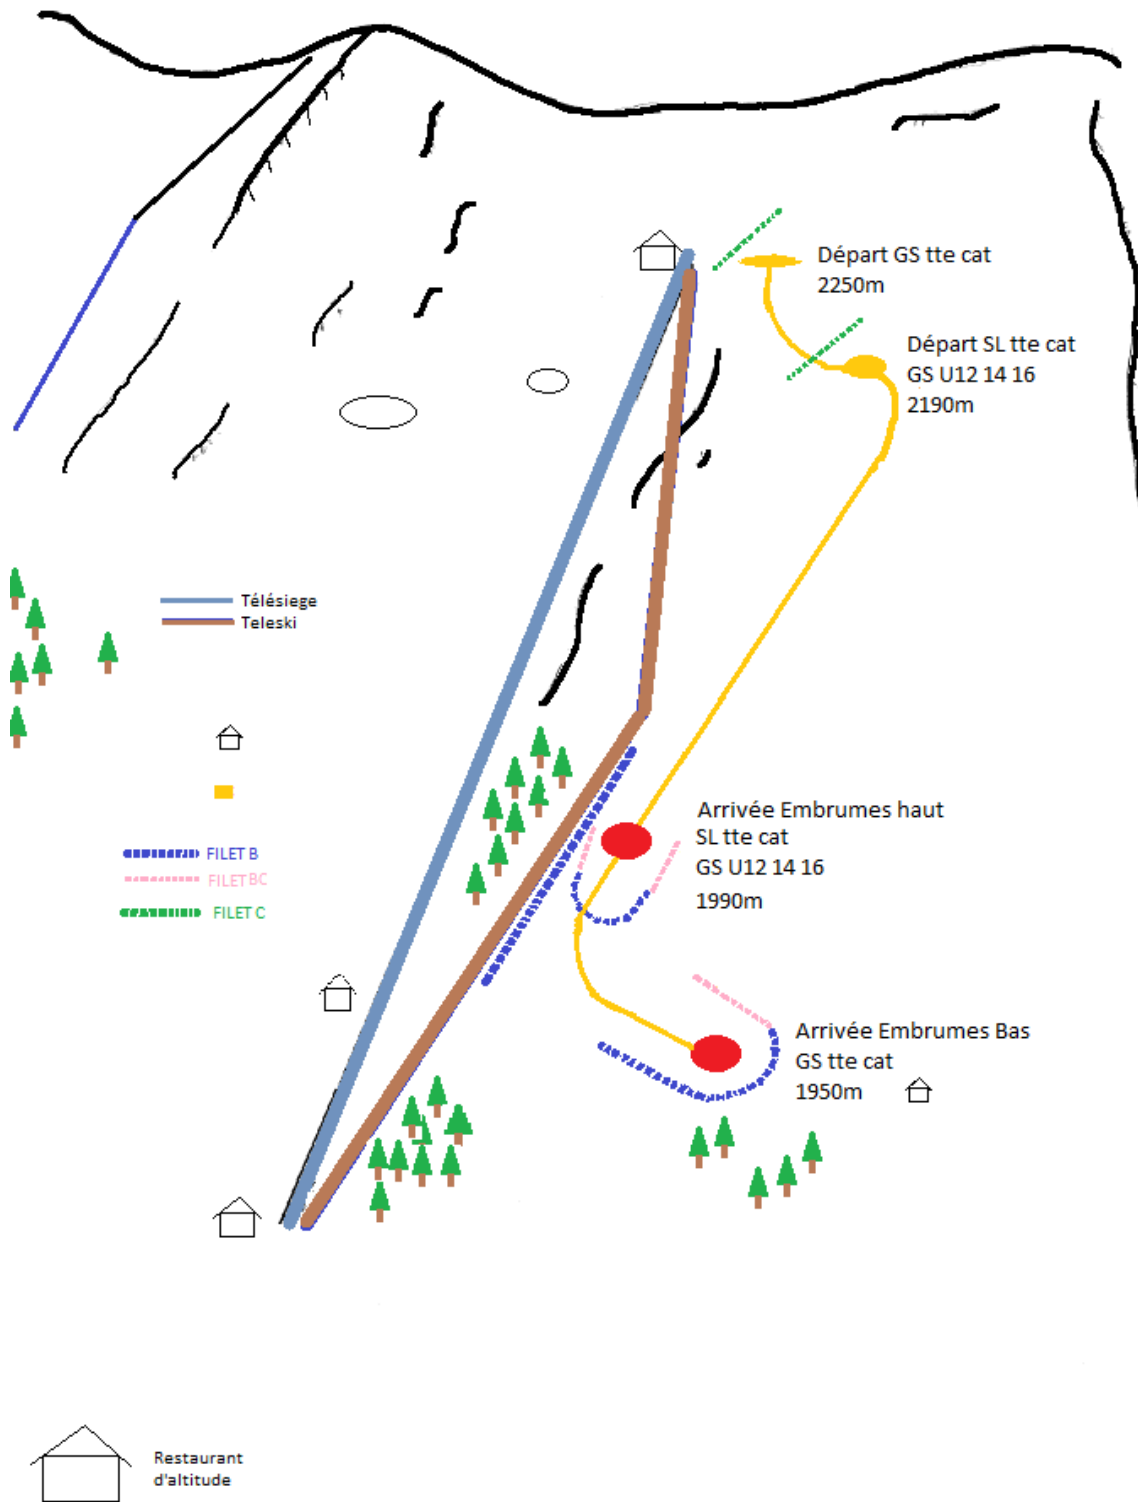 Départ GS tte cat
2250m
Départ SL tte cat
GS U12 14 16
2190m
Télésiege
Teleski
Arrivée Embrumes haut
SL tte cat
GS U12 14 16
1990m
FILET B
FILET BC
FILET C
Arrivée Embrumes Bas
GS tte cat
1950m
Restaurant
d'altitude